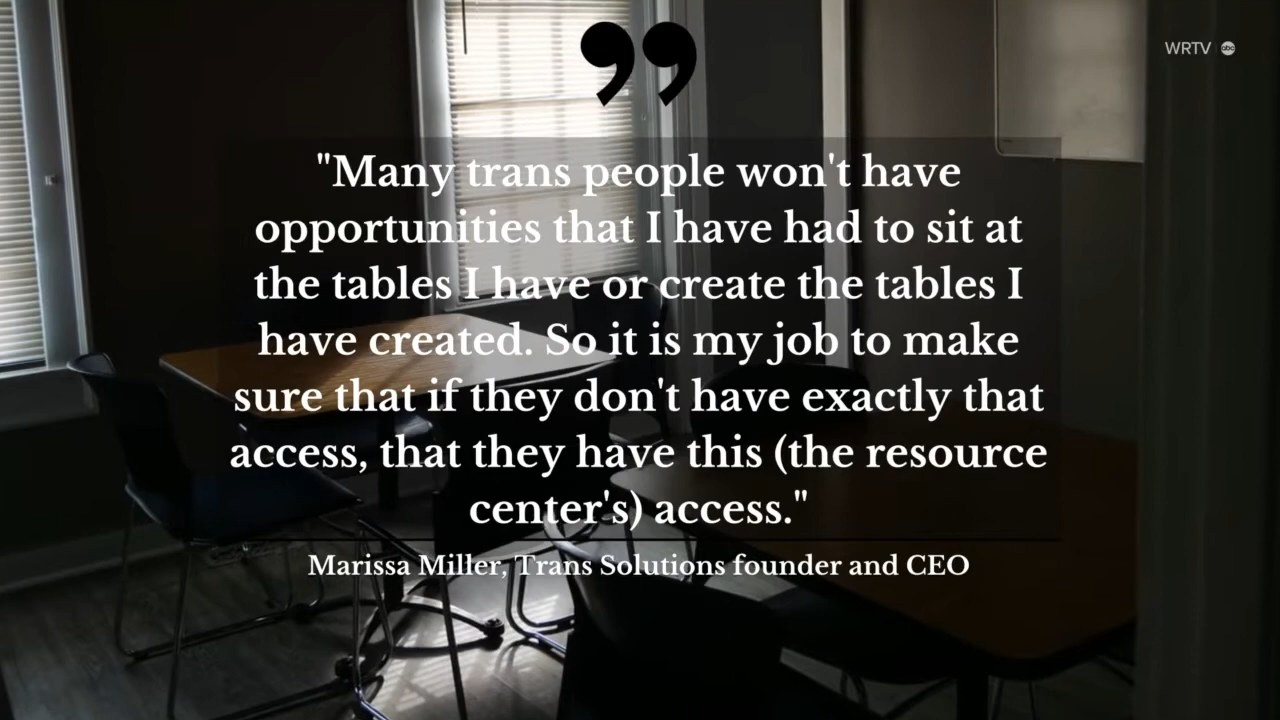 WRTV abc
"Many trans people won't have
opportunities that I have had to sit at
the tables I have or create the tables I
have created. So it is my job to make
sure that if they don't have exactly that
access, that they have this (the resource
center's) access."
Marissa Miller, Trans Solutions founder and CEO